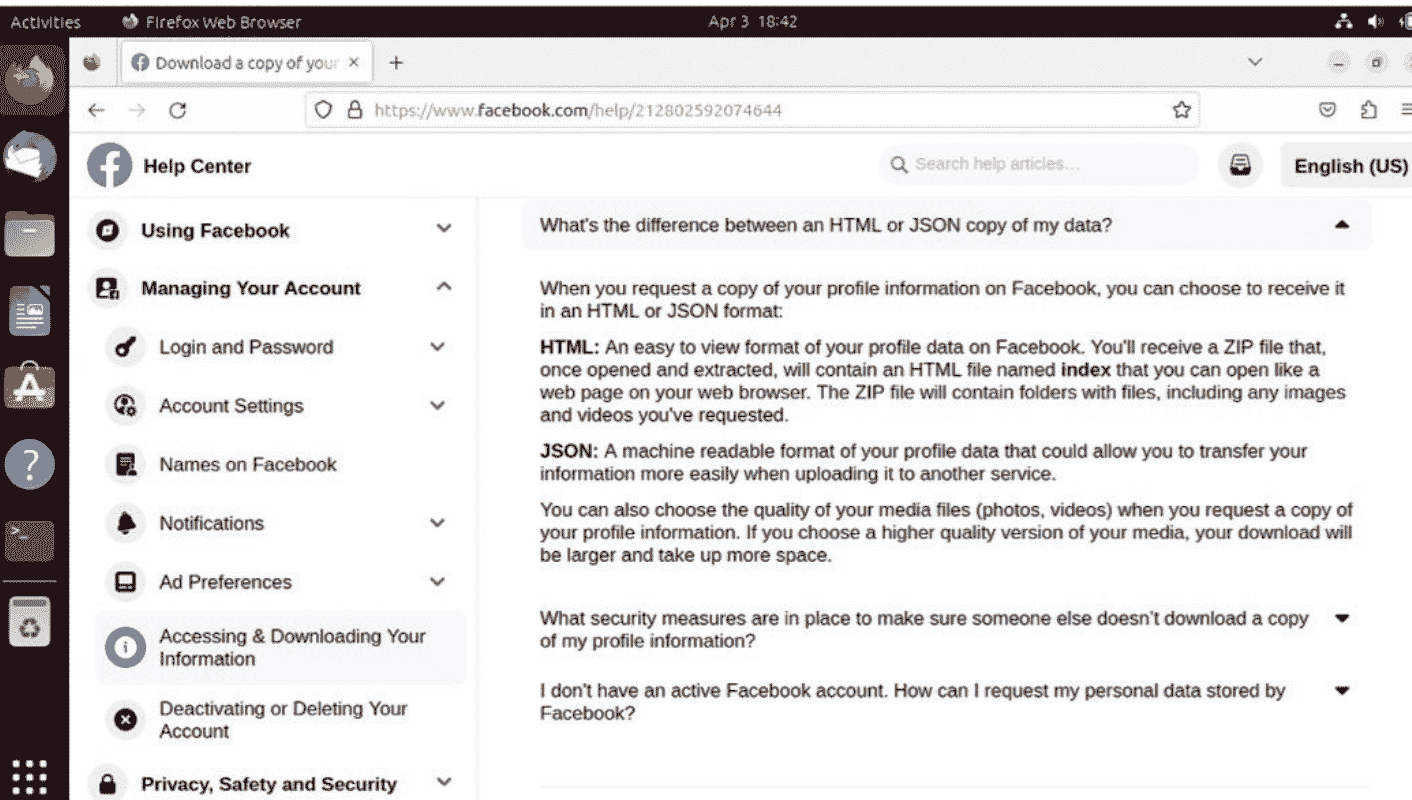 Activities
Firefox Web Browser
Apr 3 18:42
Download a copy of your
https://www.facebook.com/help/212802592074644
Help Center
Search help articles...
English (US)
Using Facebook
Managing Your Account
Login and Password
Account Settings
Names on Facebook
Notifications
Ad Preferences
Accessing & Downloading Your
Information
Deactivating or Deleting Your
Account
Privacy, Safety and Security
What's the difference between an HTML or JSON copy of my data?
When you request a copy of your profile information on Facebook, you can choose to receive it
in an HTML or JSON format:
HTML: An easy to view format of your profile data on Facebook. You'll receive a ZIP file that,
once opened and extracted, will contain an HTML file named index that you can open like a
web page on your web browser. The ZIP file will contain folders with files, including any images
and videos you've requested.
JSON: A machine readable format of your profile data that could allow you to transfer your
information more easily when uploading it to another service.
You can also choose the quality of your media files (photos, videos) when you request a copy of
your profile information. If you choose a higher quality version of your media, your download will
be larger and take up more space.
What security measures are in place to make sure someone else doesn't download a copy
of my profile information?
I don't have an active Facebook account. How can I request my personal data stored by
Facebook?